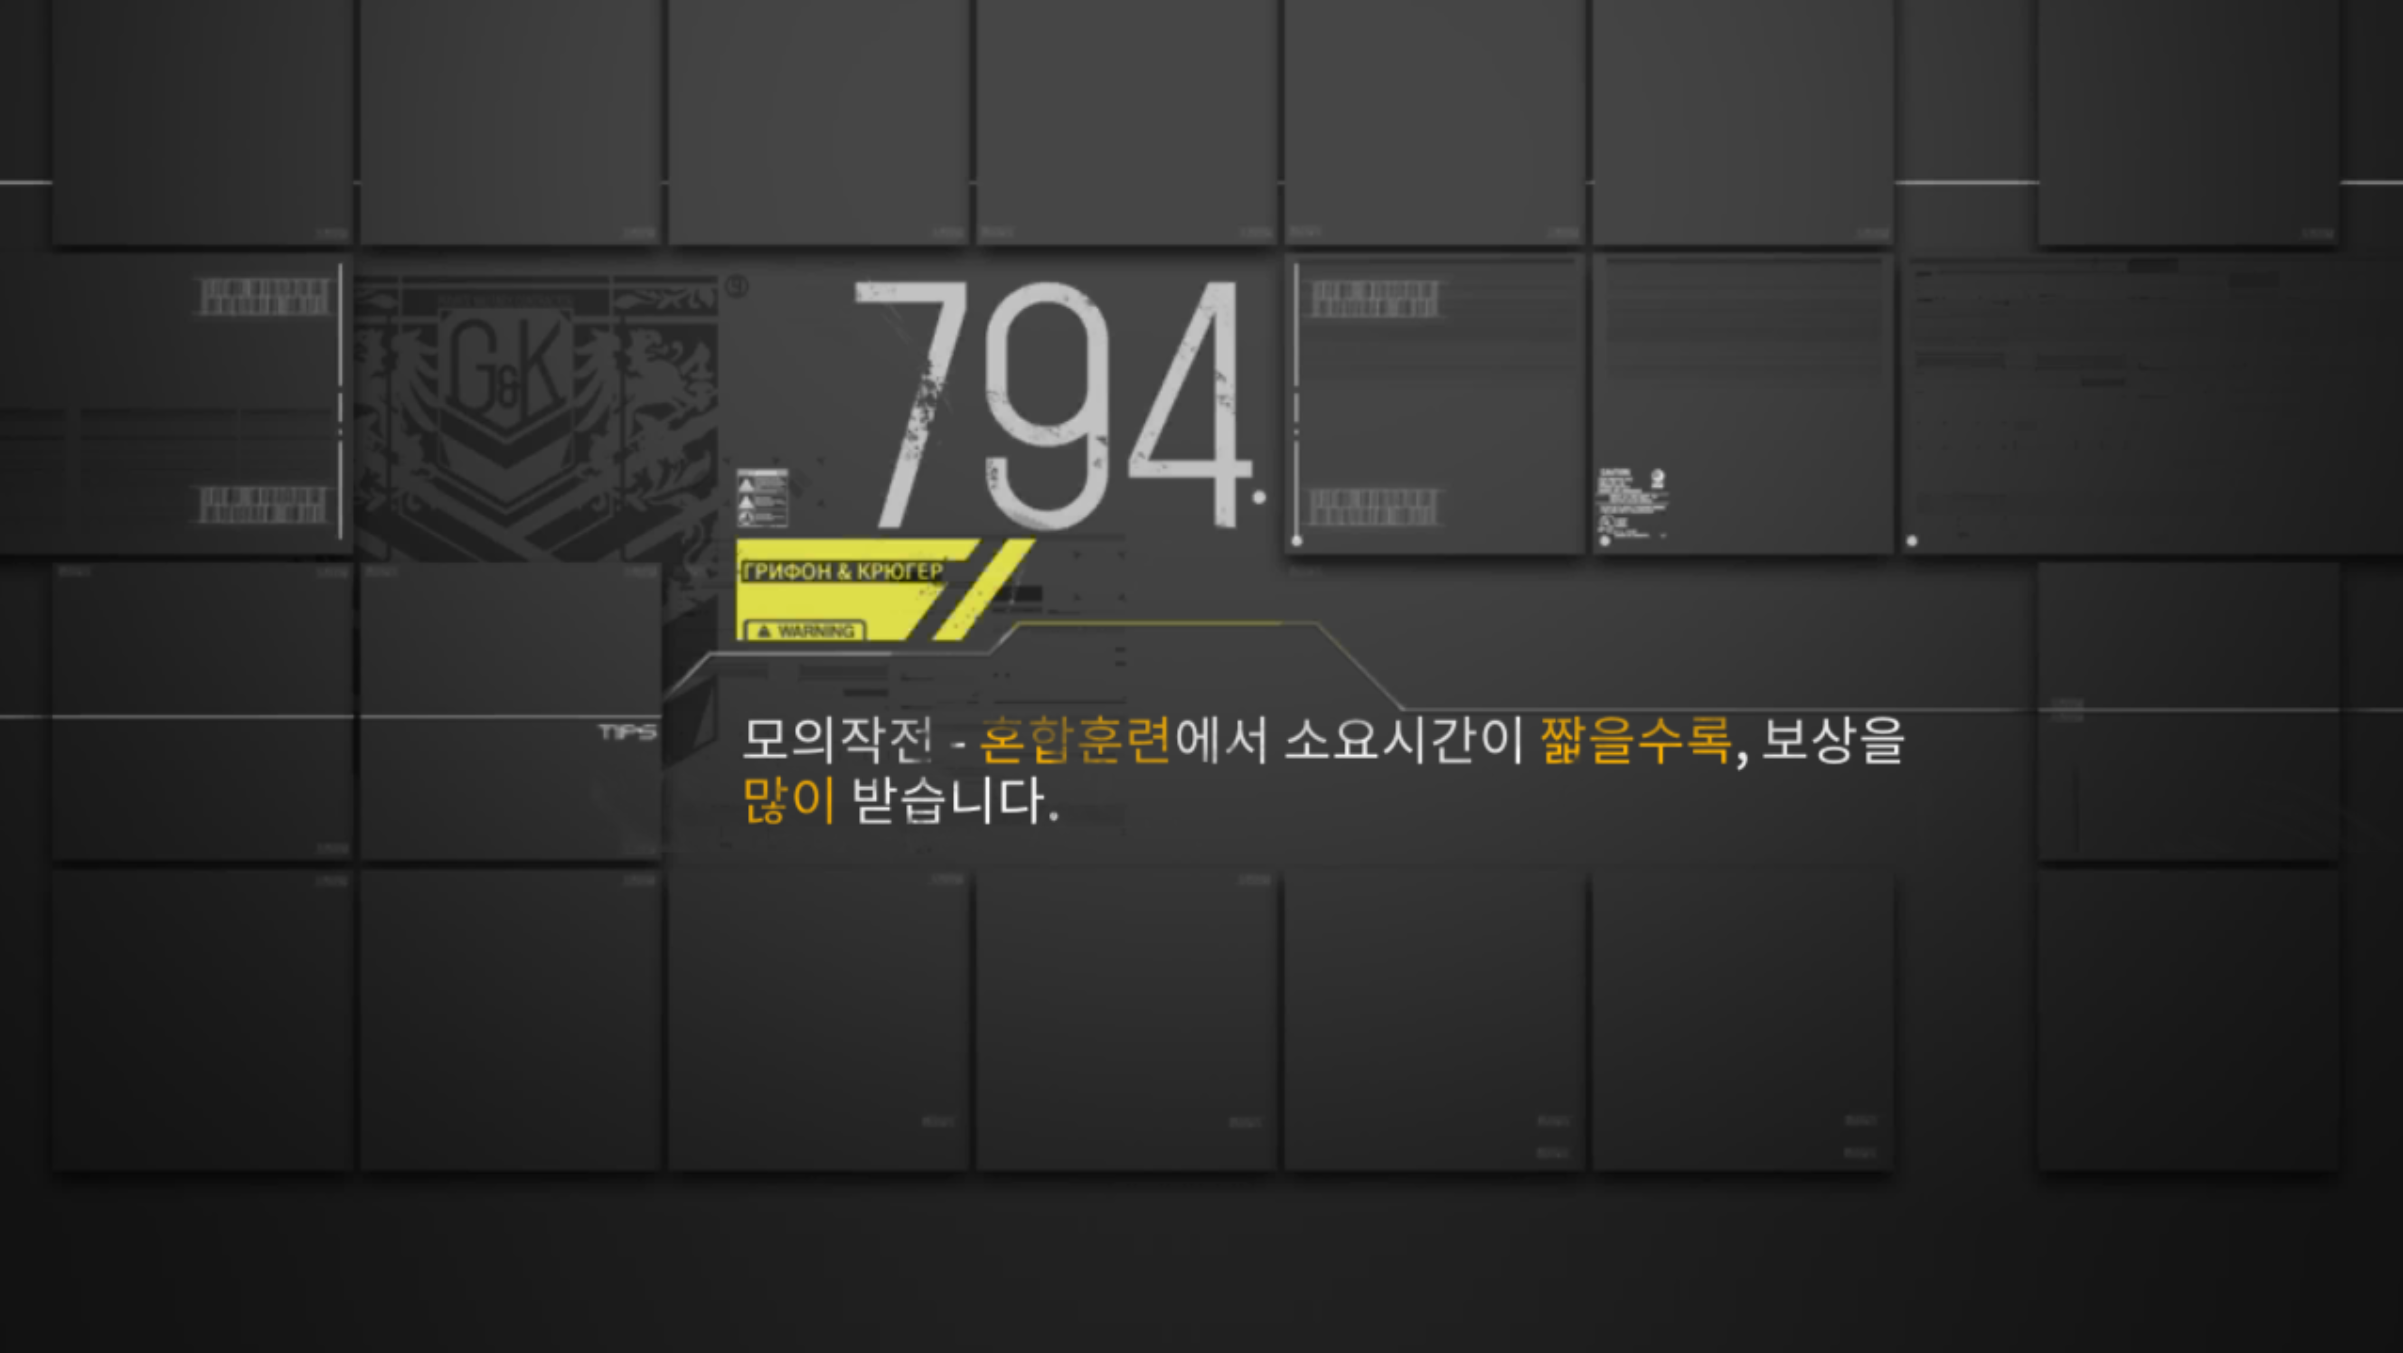 G&K
794.
ГРИФОН & КРЮГЕР
WARNING
TIPS
모의작전 - 혼합훈련에서 소요시간이 짧을수록, 보상을
많이 받습니다.